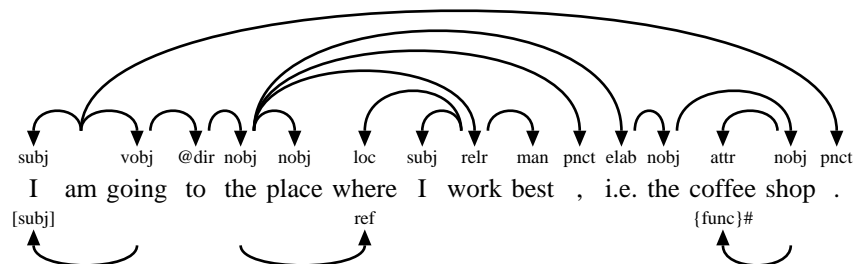 subj vobj @dir nobj nobj loc subj relr man pnct elab nobj attr nobj pnct
I am going to the place where I work best , i.e. the coffee shop .
[subj] ref {func}#